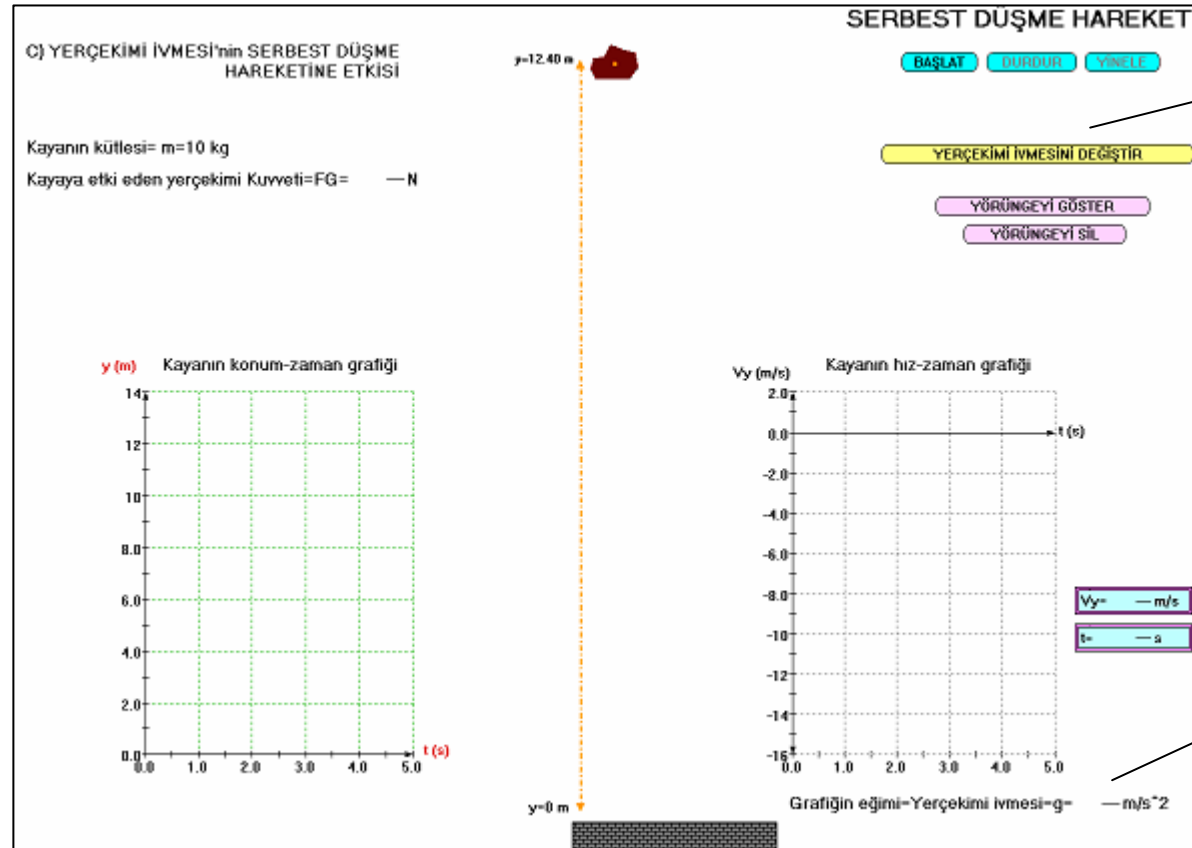 SERBEST DÜŞME HAREKET
C) YERÇEKİMİ İVMESİ'nin SERBEST DÜŞME
HAREKETİNE ETKİSİ
y=12.40 m
BAŞLAT DURDUR YİNELE
Kayanın kütlesi= m=10 kg
YERÇEKİMİ İVMESİNİ DEĞİŞTİR
Kayaya etki eden yerçekimi Kuvveti=FG= —N
YÖRÜNGEYİ GÖSTER
YÖRÜNGEYİ SİL
y (m) Kayanın konum-zaman grafiği
14
12
10
8.0
6.0
4.0
2.0
0.0
t (s)
0.0 1.0 2.0 3.0 4.0 5.0
Vy (m/s) Kayanın hız-zaman grafiği
2.0
0.0
t (s)
-2.0
-4.0
-6.0
-8.0
-10
-12
-14
-16
0.0 1.0 2.0 3.0 4.0 5.0
Vy= — m/s
t= — s
y=0 m
Grafiğin eğimi=Yerçekimi ivmesi=g= —m/s^2